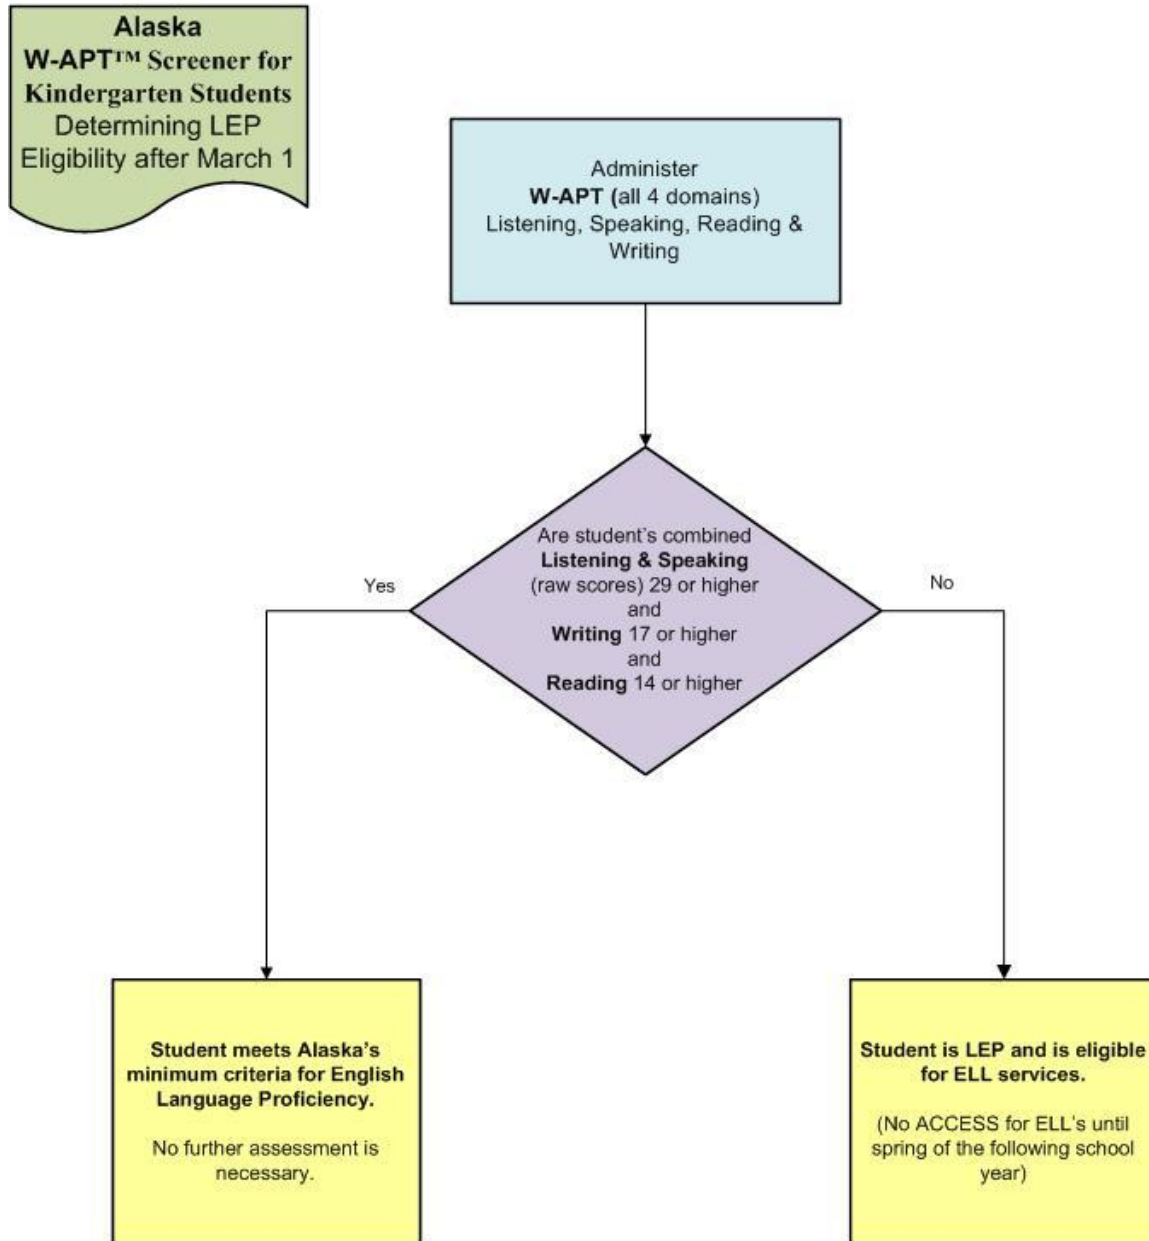 Alaska
W-APT™ Screener for
Kindergarten Students
Determining LEP
Eligibility after March 1
Administer
W-APT (all 4 domains)
Listening, Speaking, Reading &
Writing
Are student's combined
Listening & Speaking
(raw scores) 29 or higher
and
Writing 17 or higher
and
Reading 14 or higher
Yes
No
Student meets Alaska's
minimum criteria for English
Language Proficiency.
No further assessment is
necessary.
Student is LEP and is eligible
for ELL services.
(No ACCESS for ELL's until
spring of the following school
year)